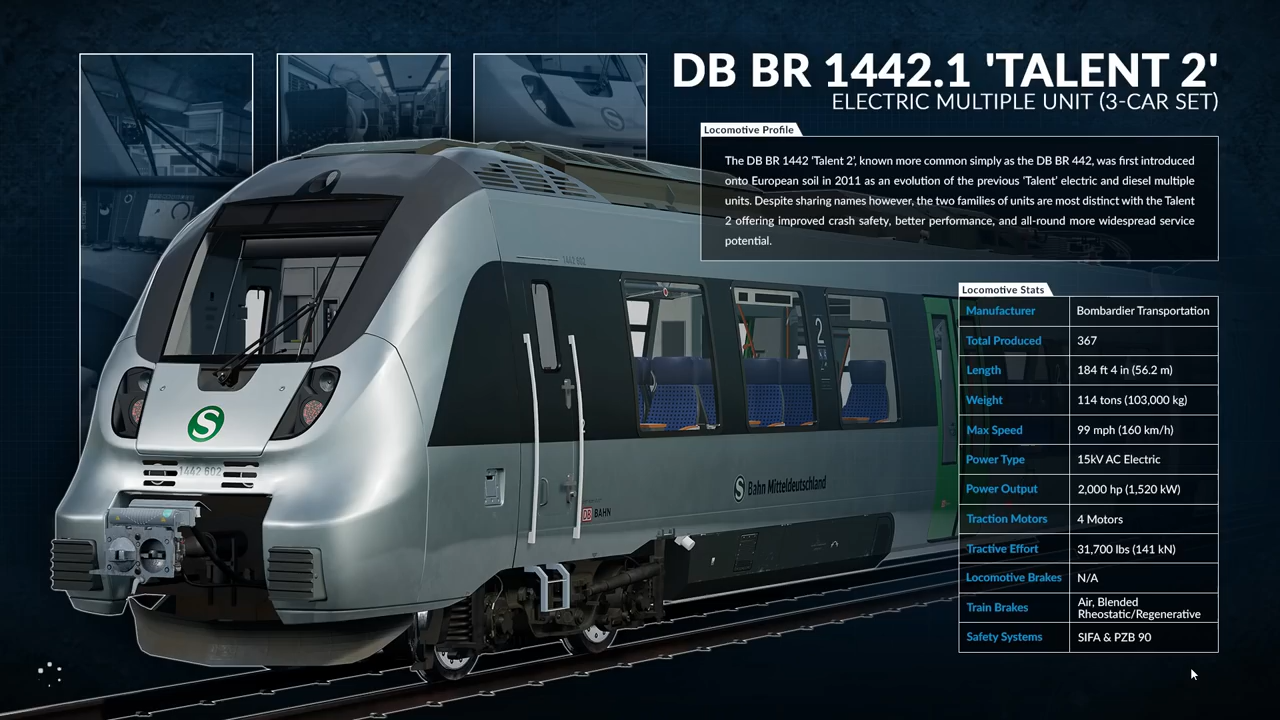 DB BR 1442.1 'TALENT 2'
ELECTRIC MULTIPLE UNIT (3-CAR SET)
Locomotive Profile
The DB BR 1442 'Talent 2', known more common simply as the DB BR 442, was first introduced
onto European soil in 2011 as an evolution of the previous 'Talent' electric and diesel multiple
units. Despite sharing names however, the two families of units are most distinct with the Talent
2 offering improved crash safety, better performance, and all-round more widespread service
potential.
Locomotive Stats
Manufacturer Bombardier Transportation
Total Produced 367
Length 184 ft 4 in (56.2 m)
Weight 114 tons (103,000 kg)
Max Speed 99 mph (160 km/h)
Power Type 15kV AC Electric
Power Output 2,000 hp (1,520 kW)
Traction Motors 4 Motors
Tractive Effort 31,700 lbs (141 kN)
Locomotive Brakes N/A
Train Brakes Air, Blended
Rheostatic/Regenerative
Safety Systems SIFA & PZB 90
1442 602
2
S
1442 602
S Bahn Mitteldeutschland
DB BAHN